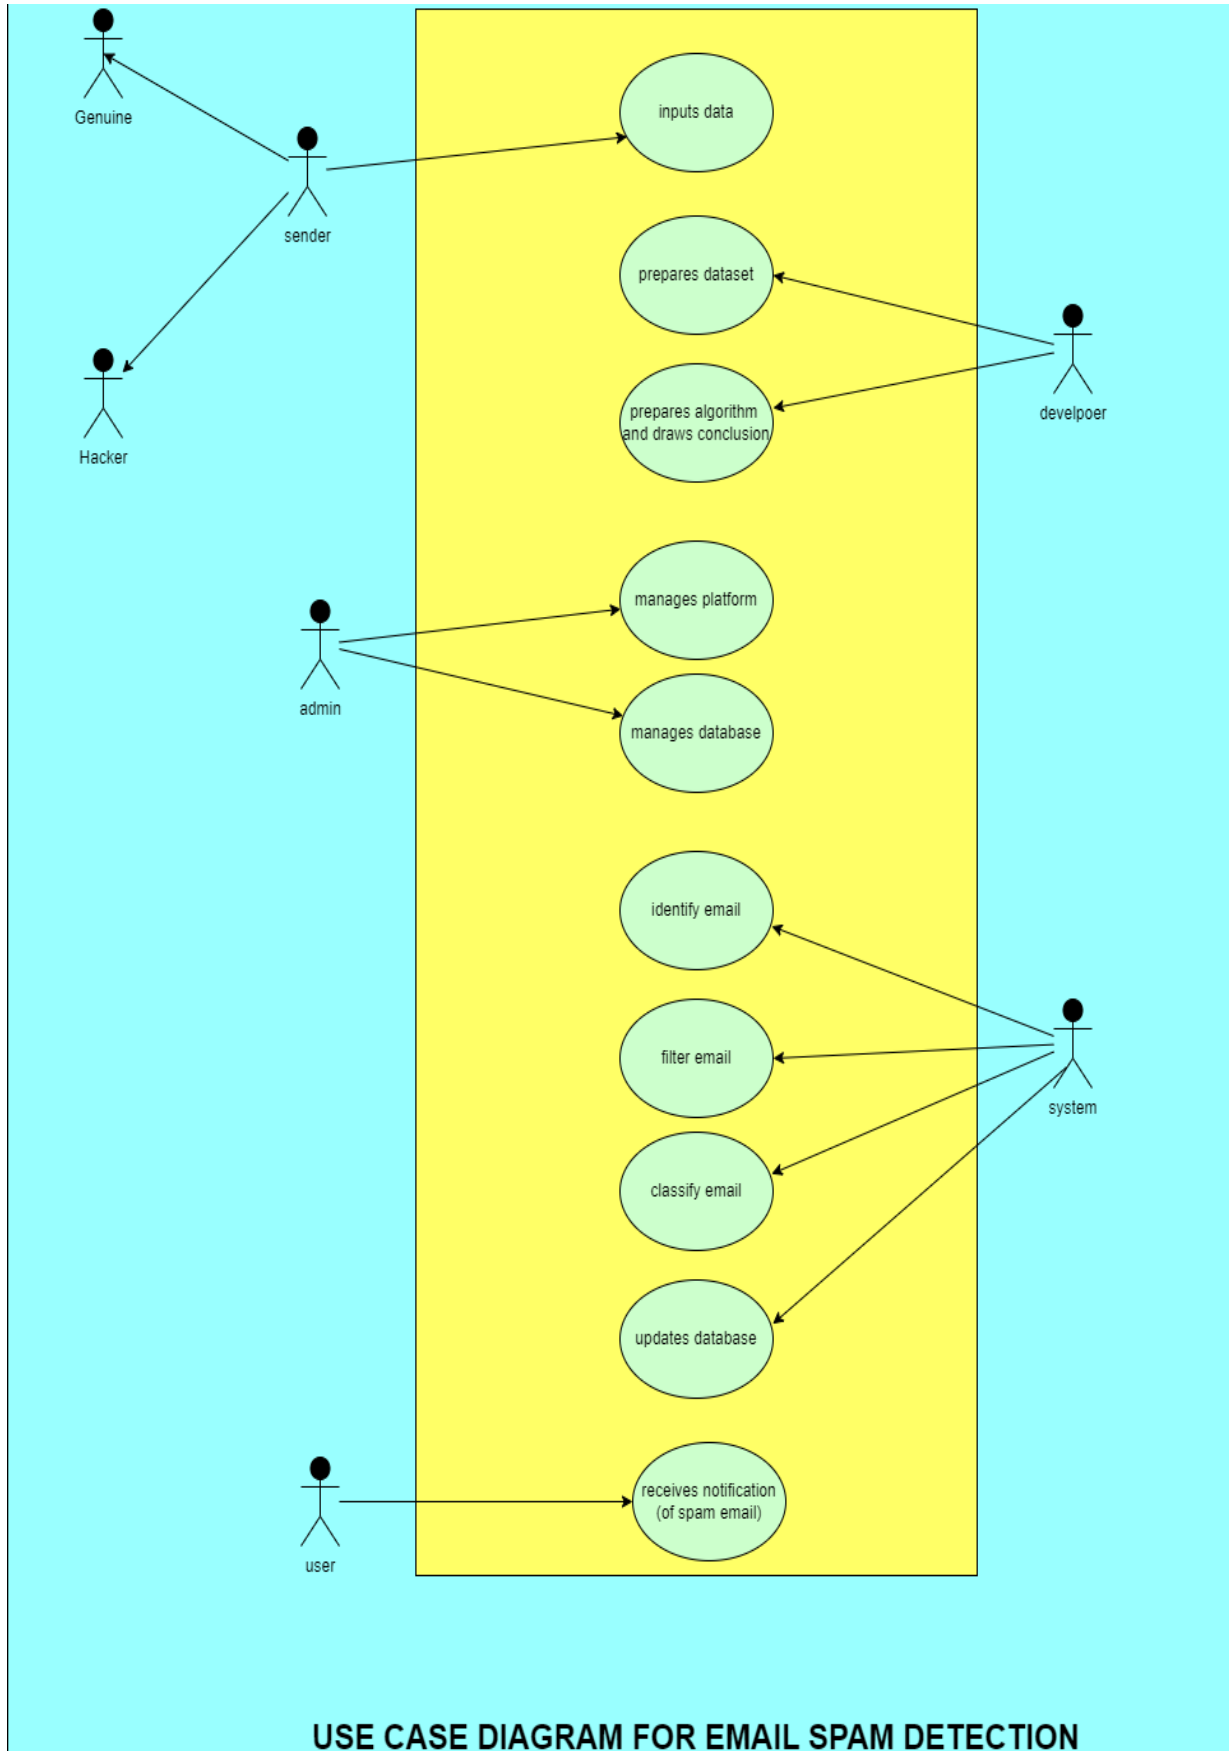 Genuine
inputs data
sender
prepares dataset
prepares algorithm
and draws conclusion
develpoer
Hacker
manages platform
admin
manages database
identify email
filter email
system
classify email
updates database
receives notification
(of spam email)
user
USE CASE DIAGRAM FOR EMAIL SPAM DETECTION